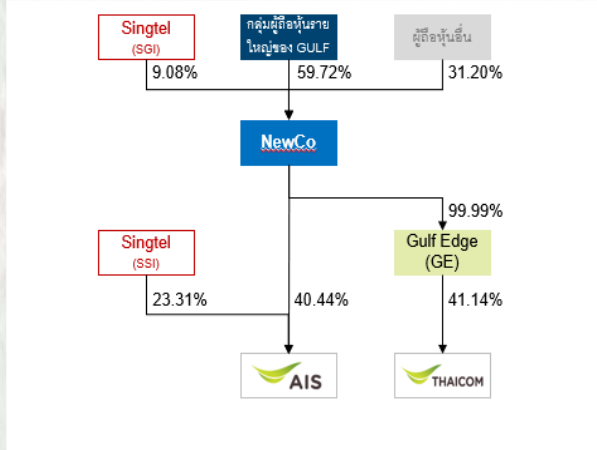 Singtel
(SGI)
กลุ่มผู้ถือหุ้นราย
ใหญ่ของ GULF
ผู้ถือหุ้นอื่น
9.08%
59.72%
31.20%
NewCo
99.99%
Singtel
(SSI)
Gulf Edge
(GE)
23.31%
40.44%
41.14%
AIS
THAICOM